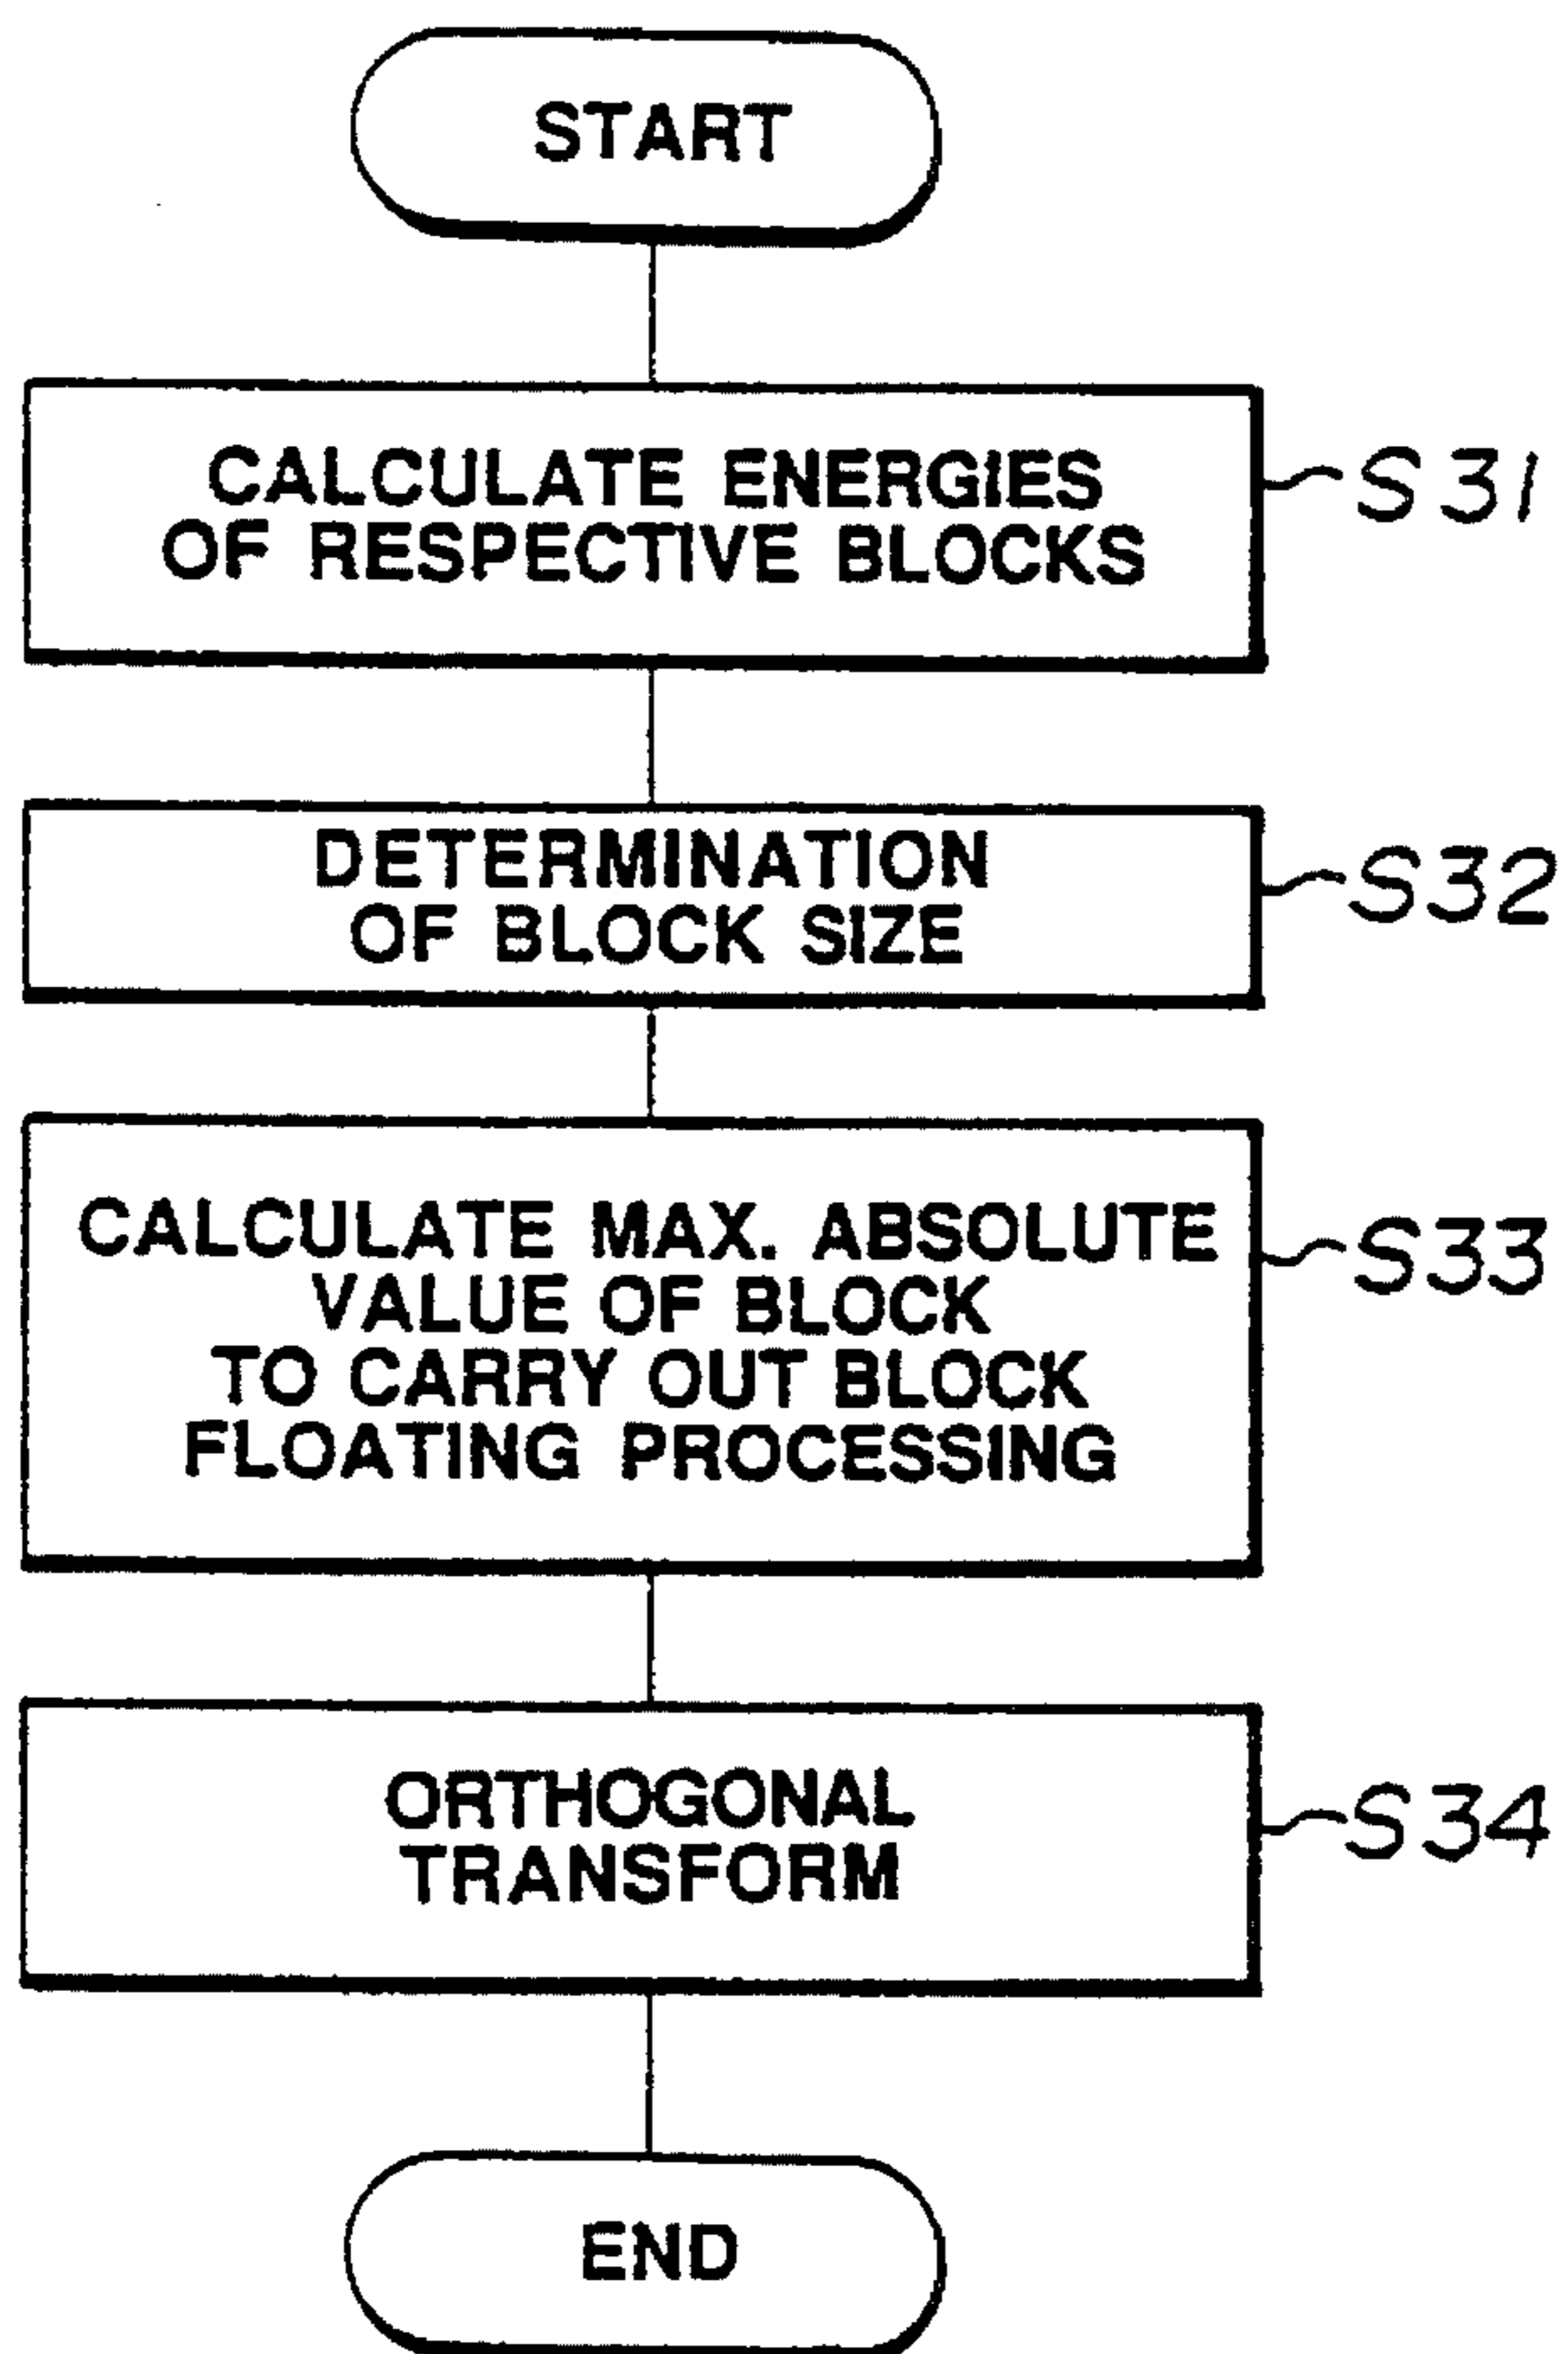 START
CALCULATE ENERGIES
OF RESPECTIVE BLOCKS
S31
DETERMINATION
OF BLOCK SIZE
S32
CALCULATE MAX. ABSOLUTE
VALUE OF BLOCK
TO CARRY OUT BLOCK
FLOATING PROCESSING
S33
ORTHOGONAL
TRANSFORM
S34
END